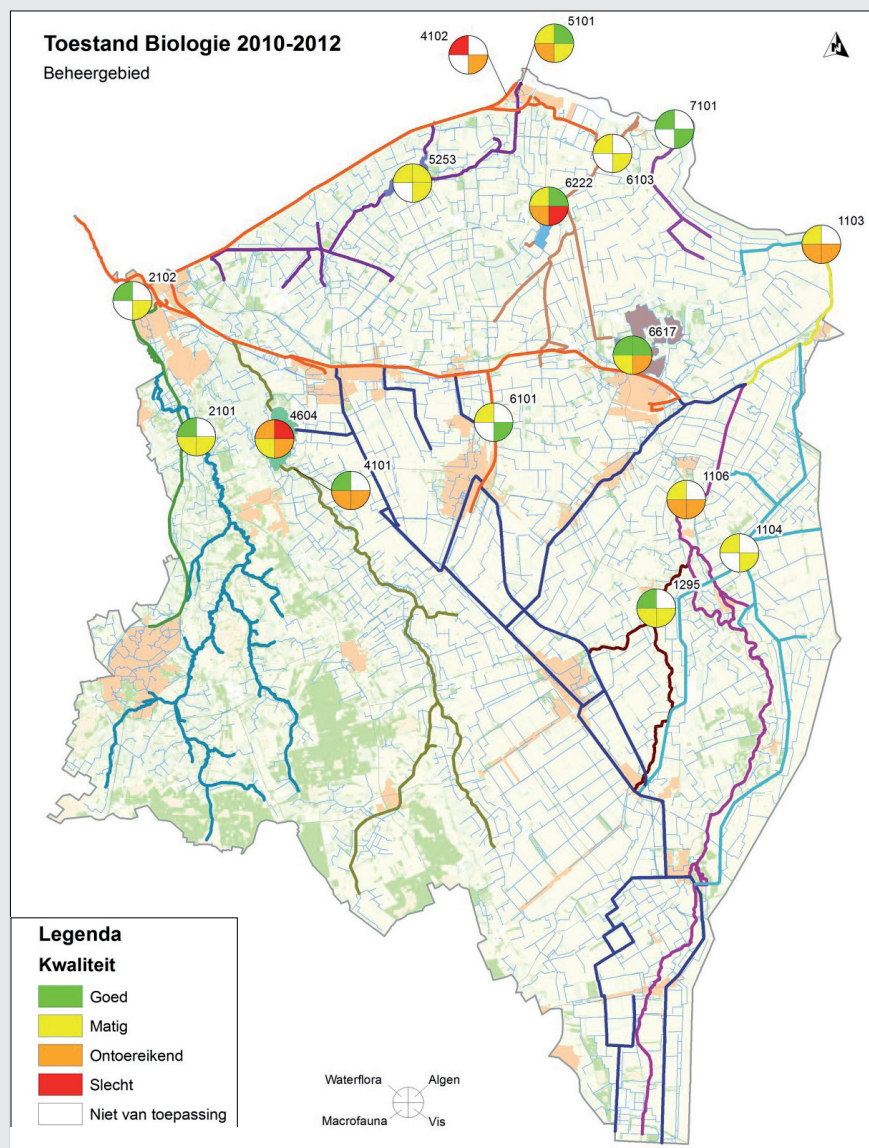 Toestand Biologie 2010-2012
Beheergebied
4102
5101
7101
5253
6103
6222
1103
2102
6617
2101
4604
6101
4101
1106
1104
1295
Legenda
Kwaliteit
Goed
Matig
Ontoereikend
Slecht
Niet van toepassing
Waterflora Algen
Macrofauna Vis